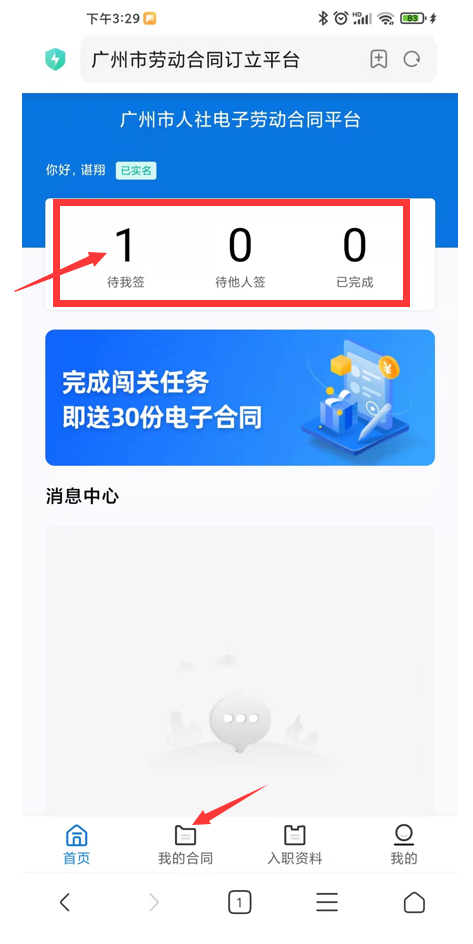 下午3:29
HD
83
广州市劳动合同订立平台
广州市人社电子劳动合同平台
你好, 谌翔 已实名
1 0 0
待我签 待他人签 已完成
完成闯关任务
即送30份电子合同
消息中心
首页 我的合同 入职资料 我的
1